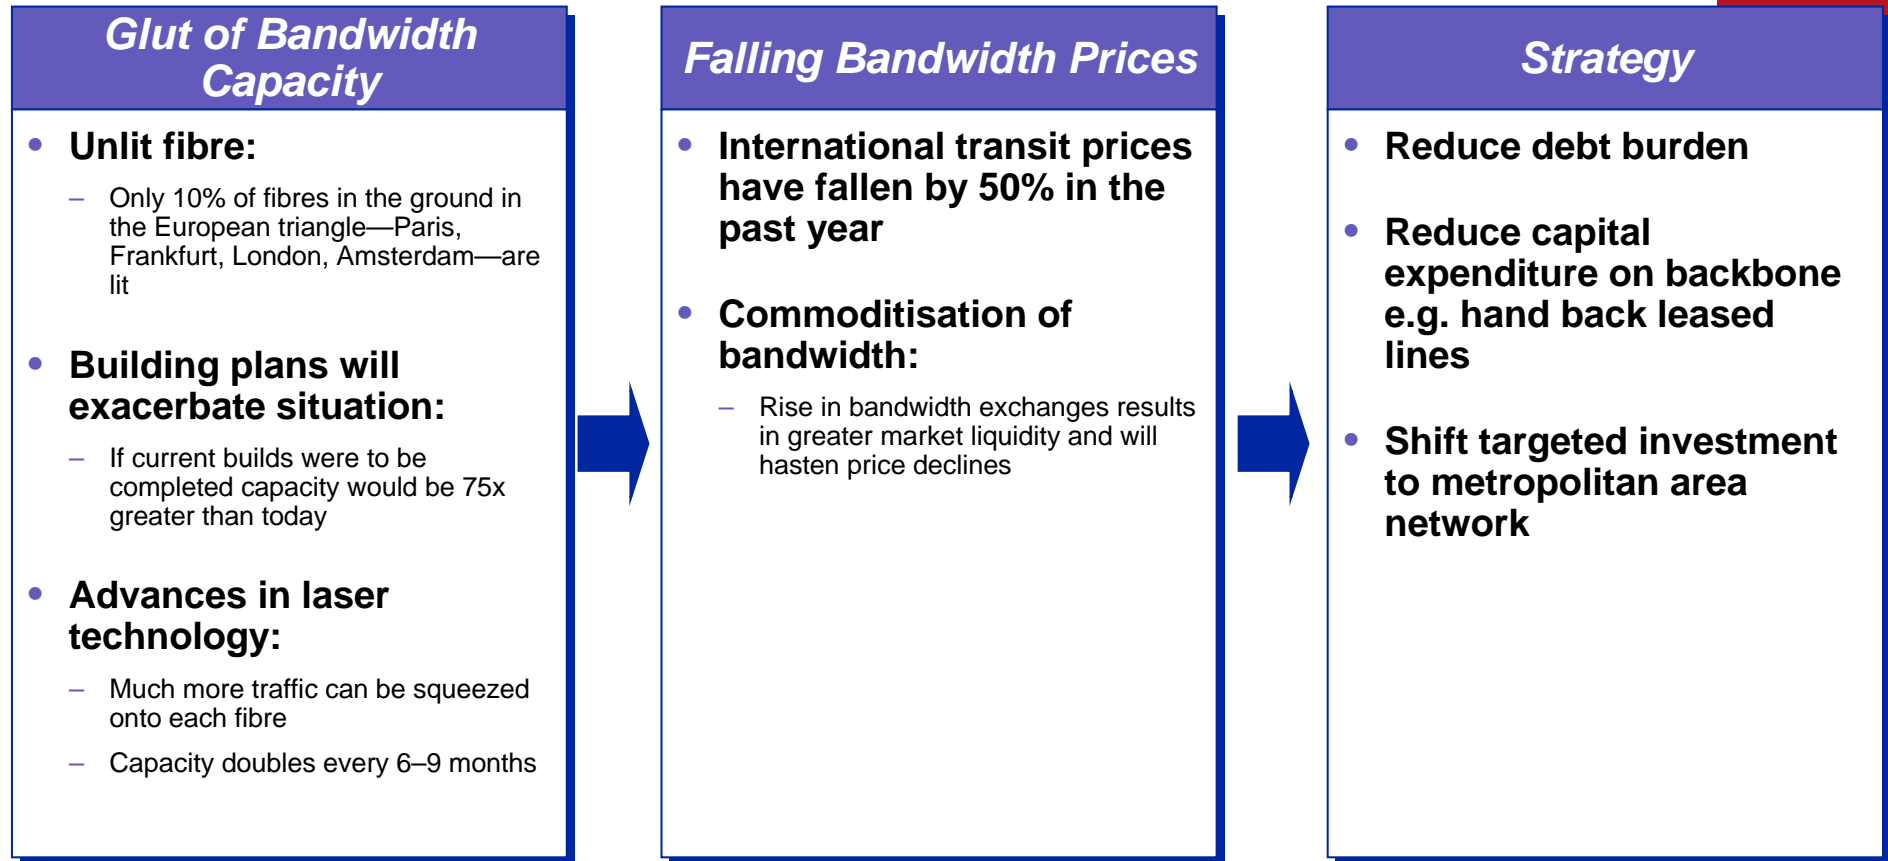 Glut of Bandwidth
Capacity
• Unlit fibre:
– Only 10% of fibres in the ground in
the European triangle—Paris,
Frankfurt, London, Amsterdam—are
lit
• Building plans will
exacerbate situation:
– If current builds were to be
completed capacity would be 75x
greater than today
• Advances in laser
technology:
– Much more traffic can be squeezed
onto each fibre
– Capacity doubles every 6–9 months
Falling Bandwidth Prices
• International transit prices
have fallen by 50% in the
past year
• Commoditisation of
bandwidth:
– Rise in bandwidth exchanges results
in greater market liquidity and will
hasten price declines
Strategy
• Reduce debt burden
• Reduce capital
expenditure on backbone
e.g. hand back leased
lines
• Shift targeted investment
to metropolitan area
network